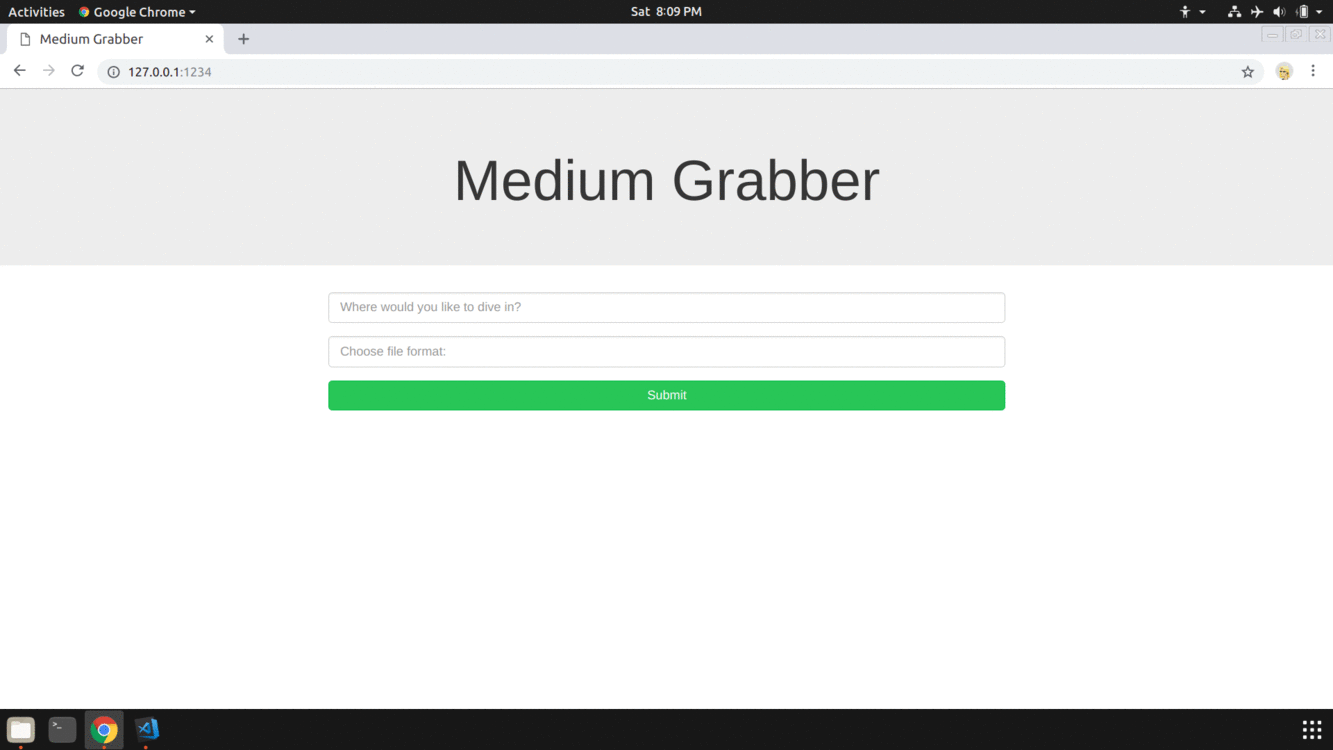 Activities Google Chrome Sat 8:09 PM
Medium Grabber
127.0.0.1:1234
Medium Grabber
Where would you like to dive in?
Choose file format:
Submit